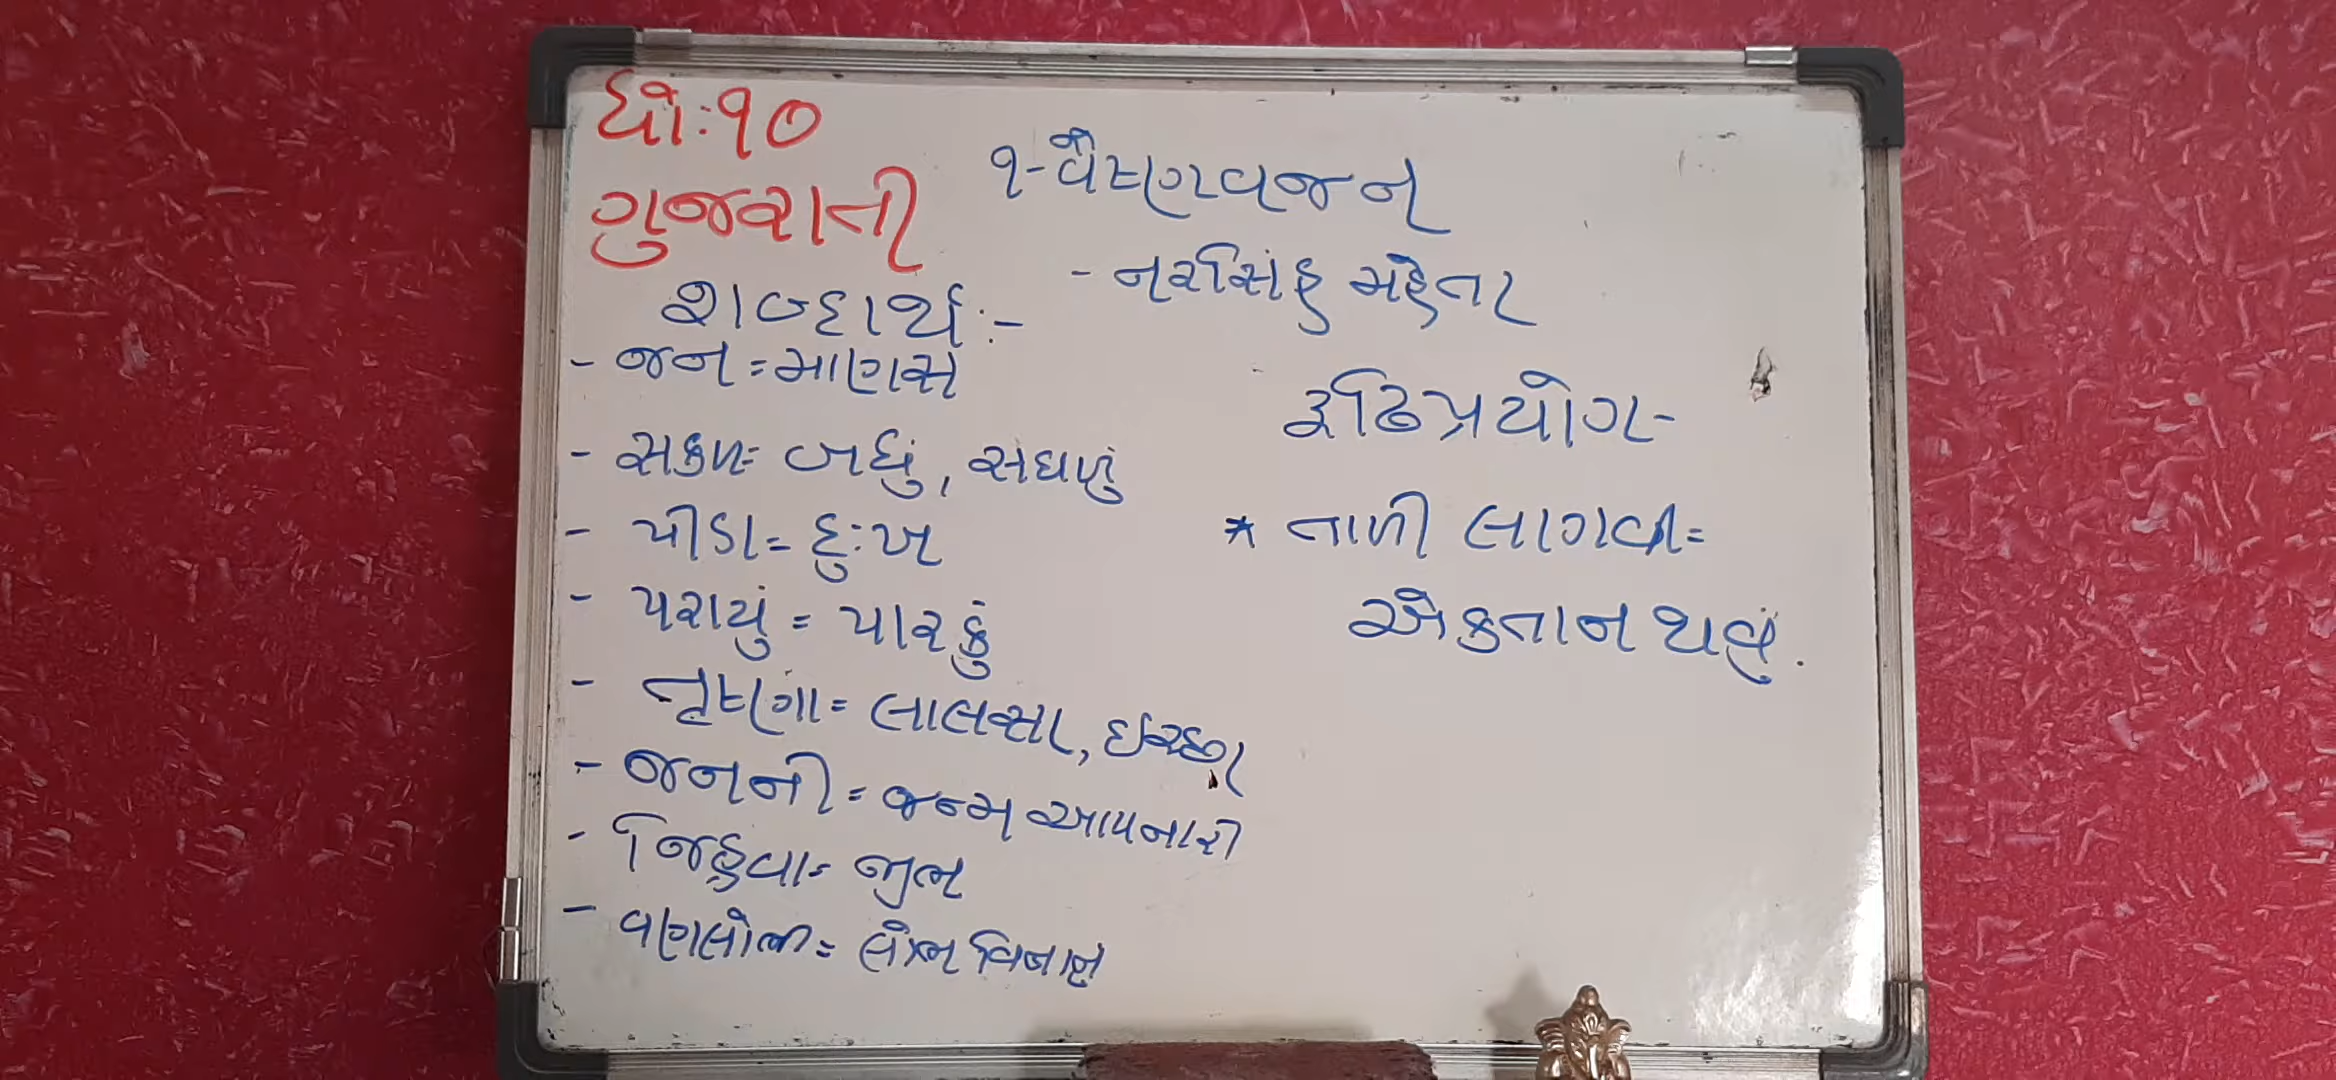 ધો:૧૦
ગુજરાતી
૧-વૈષ્ણવજન
- નરસિંહ મહેતા
શબ્દાર્થ:-
- જન = માણસ
- સકળ = બધું, સઘળું
- પીડા = દુ:ખ
- પરાયું = પારકું
- તૃષ્ણા = લાલસા, ઇચ્છા
- જનની = જન્મ આપનારી
- જિહ્વા = જીભ
- વણલોભી = લોભ વિનાનું
રૂઢિપ્રયોગ-
* તાળી લાગવી =
એકતાન થવું.